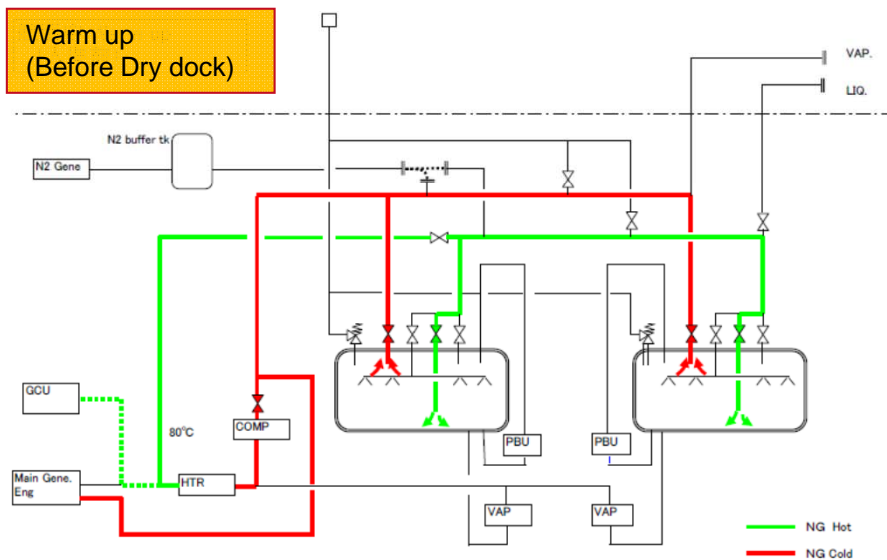 Warm up
(Before Dry dock)
VAP.
LIQ.
N2 buffer tk
N2 Gene
GCU
80°C
COMP
Main Gene.
Eng
HTR
PBU
PBU
VAP
VAP
NG Hot
NG Cold